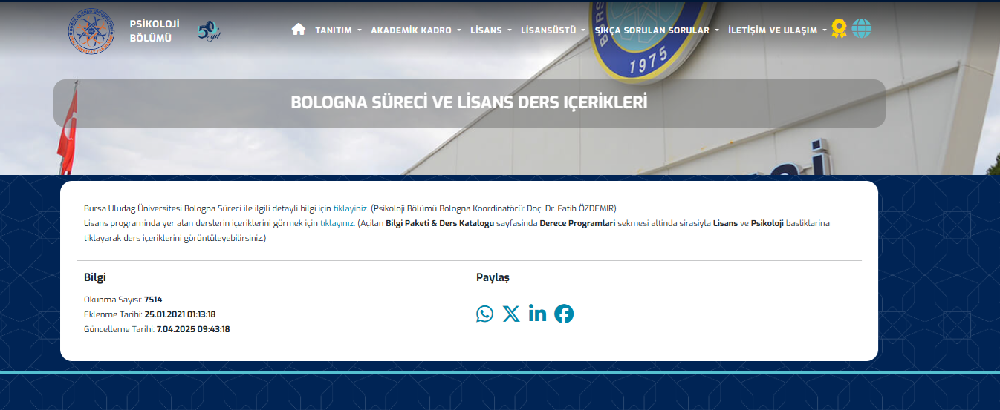 PSİKOLOJİ
BÖLÜMÜ
50. yıl
TANITIM
AKADEMİK KADRO
LİSANS
LİSANSÜSTÜ
SIKÇA SORULAN SORULAR
İLETİŞİM VE ULAŞIM
BURS
1975
BOLOGNA SÜRECİ VE LİSANS DERS IÇERİKLERİ
Bursa Uludag Üniversitesi Bologna Süreci ile ilgili detayli bilgi için tiklayiniz. (Psikoloji Bölümü Bologna Koordinatörü: Doç. Dr. Fatih ÖZDEMIR)
Lisans programinda yer alan derslerin içeriklerini görmek için tıklayınız. (Açilan Bilgi Paketi & Ders Katalogu sayfasinda Derece Programlari sekmesi altinda sirasiyla Lisans ve Psikoloji basliklarina
tiklayarak ders içeriklerini görüntüleyebilirsiniz.)
Bilgi
Okunma Sayısı: 7514
Eklenme Tarihi: 25.01.2021 01:13:18
Güncelleme Tarihi: 7.04.2025 09:43:18
Paylaş